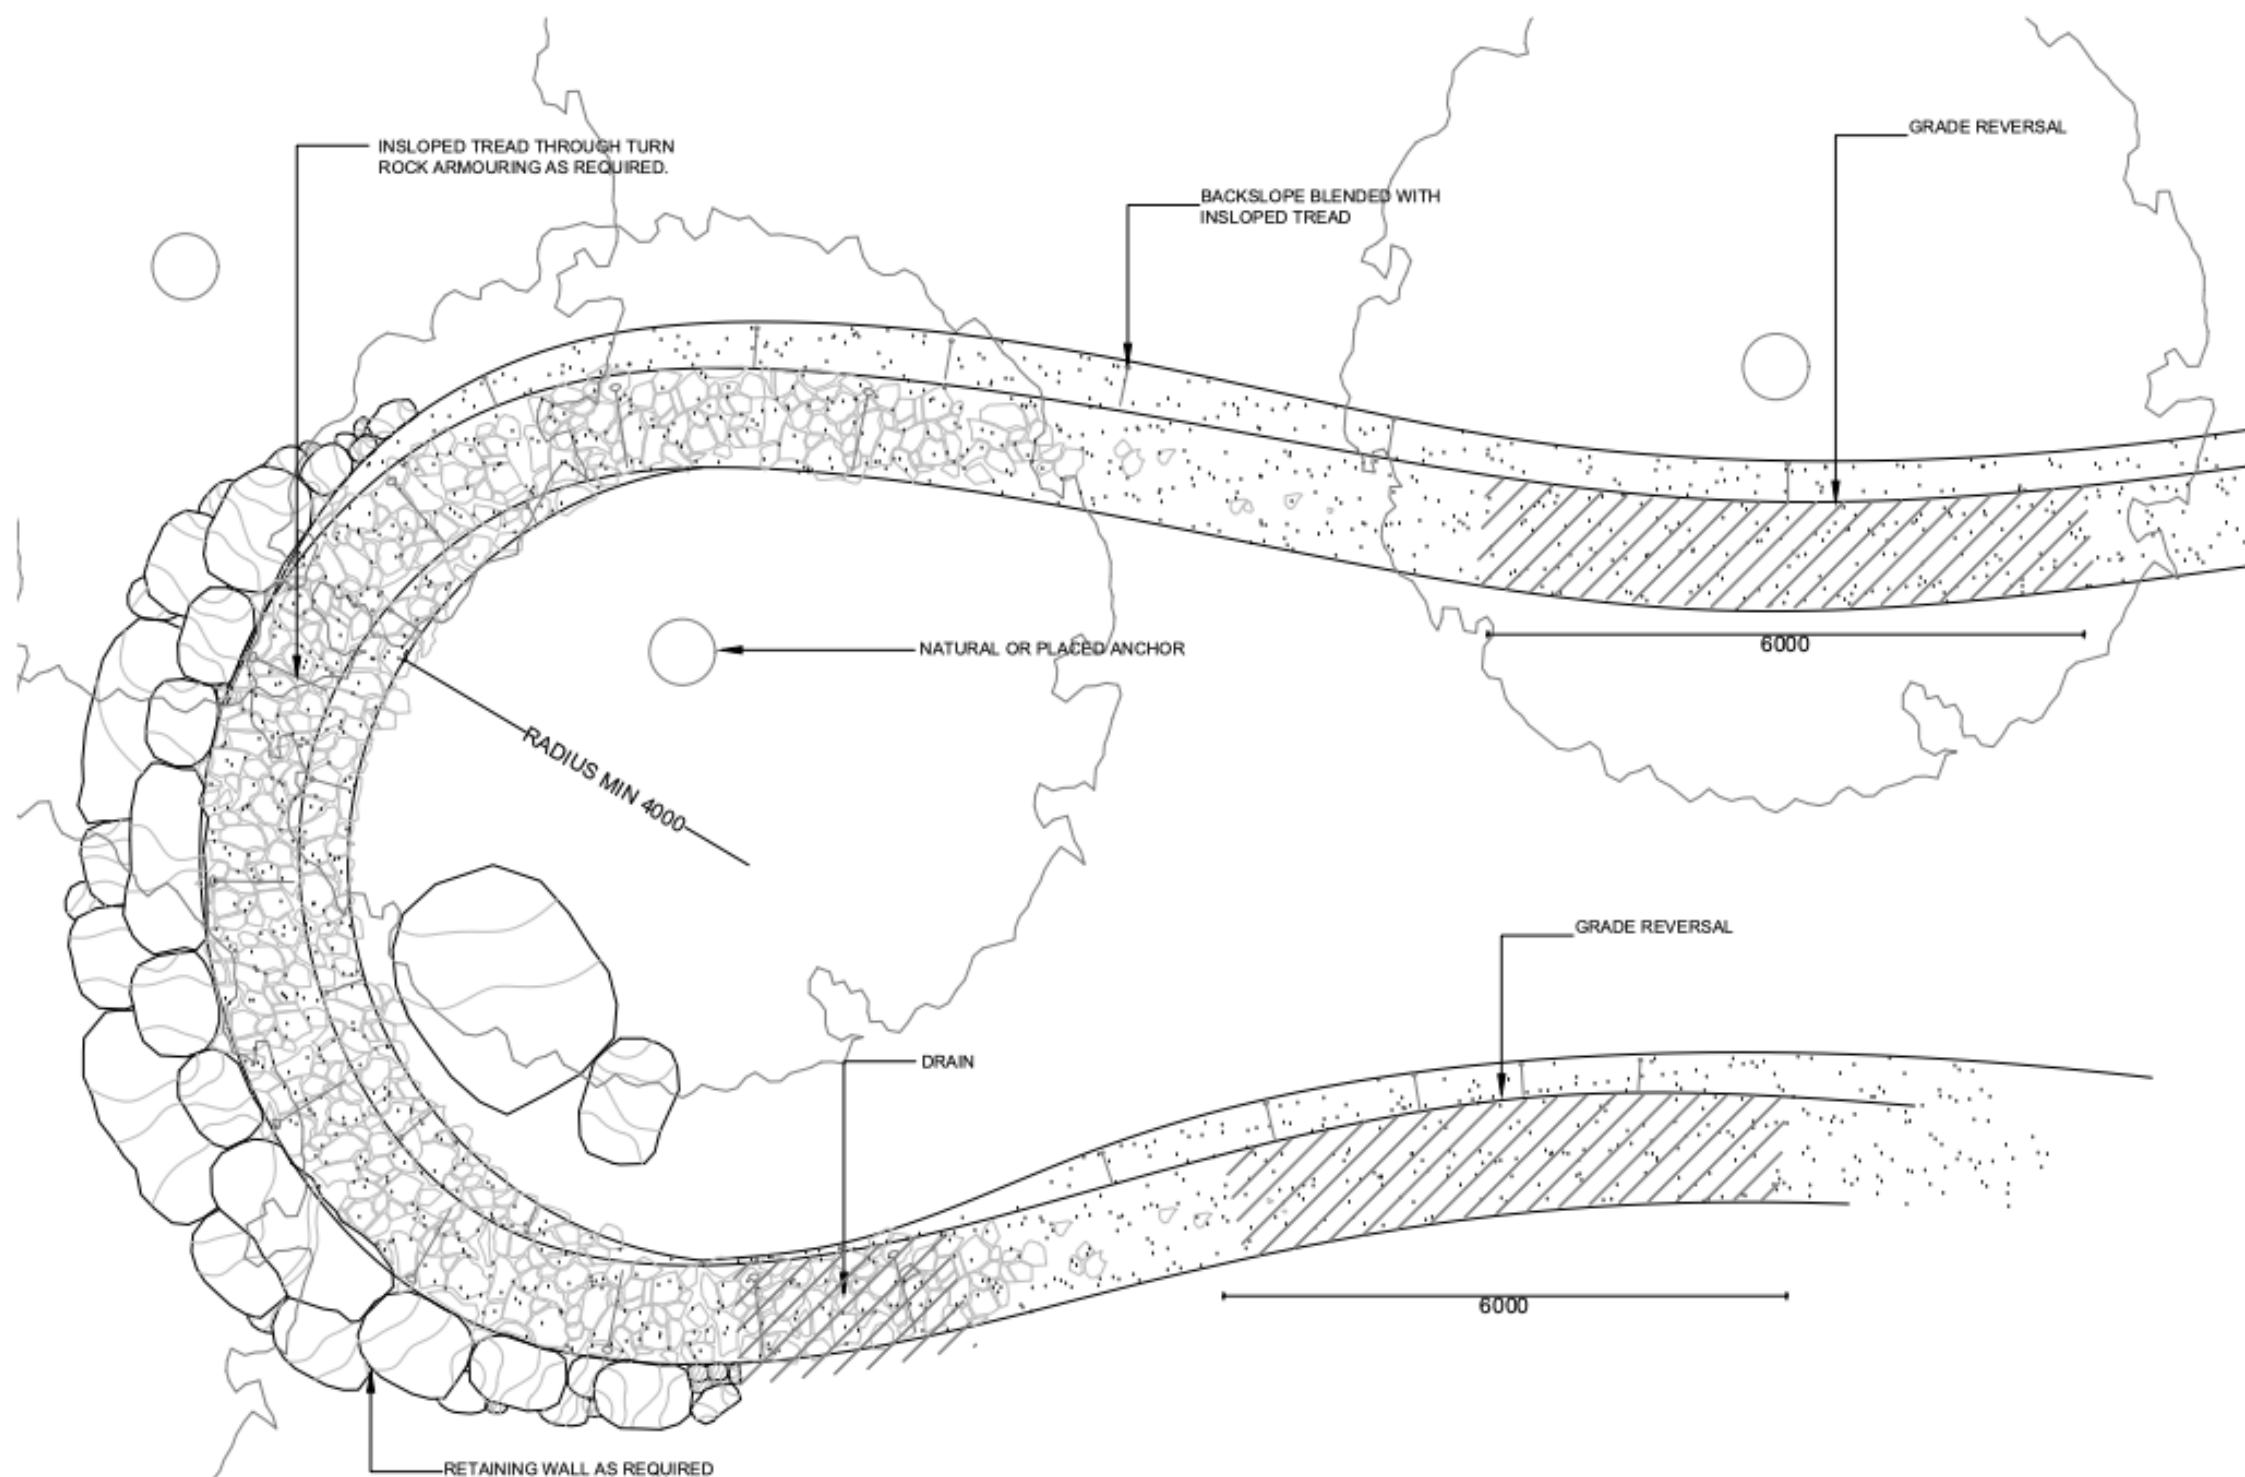 GRADE REVERSAL
INSLOPED TREAD THROUGH TURN
ROCK ARMOURING AS REQUIRED.
BACKSLOPE BLENDED WITH
INSLOPED TREAD
6000
NATURAL OR PLACED ANCHOR
RADIUS MIN 4000
GRADE REVERSAL
DRAIN
6000
RETAINING WALL AS REQUIRED